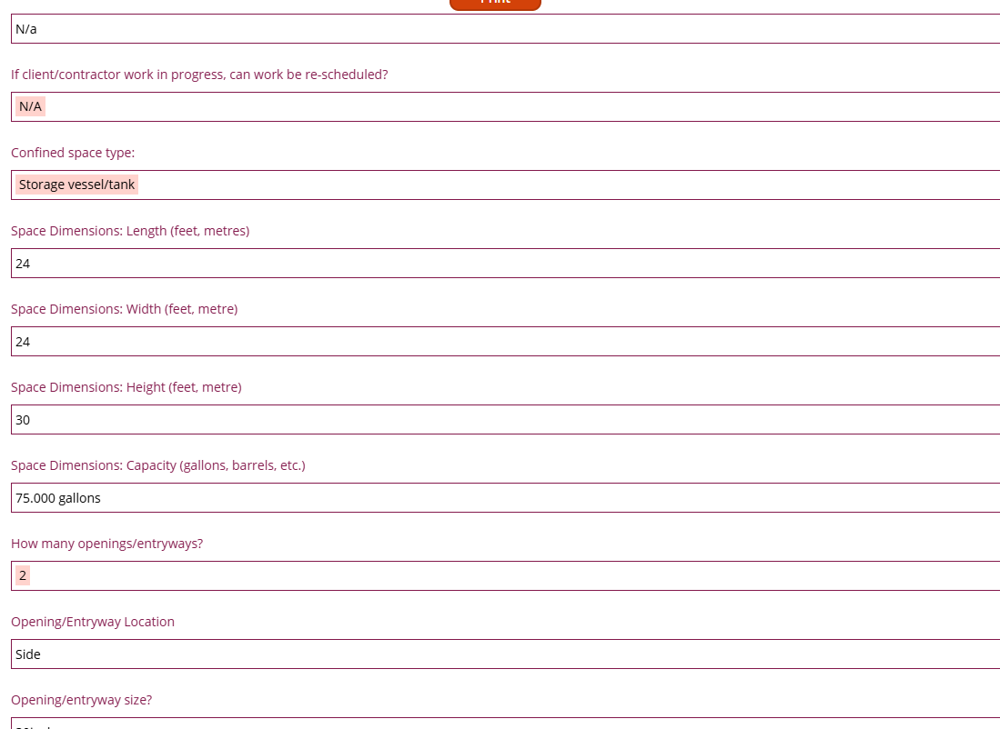 Print
N/a
If client/contractor work in progress, can work be re-scheduled?
N/A
Confined space type:
Storage vessel/tank
Space Dimensions: Length (feet, metres)
24
Space Dimensions: Width (feet, metre)
24
Space Dimensions: Height (feet, metre)
30
Space Dimensions: Capacity (gallons, barrels, etc.)
75.000 gallons
How many openings/entryways?
2
Opening/Entryway Location
Side
Opening/entryway size?